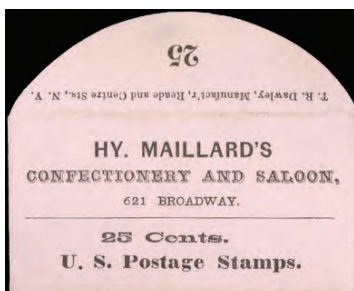 25
T. R. Dawley, Manufact'r, Reade and Centre Sts., N. Y.
HY. MAILLARD'S
CONFECTIONERY AND SALOON,
621 BROADWAY.
25 Cents.
U. S. Postage Stamps.